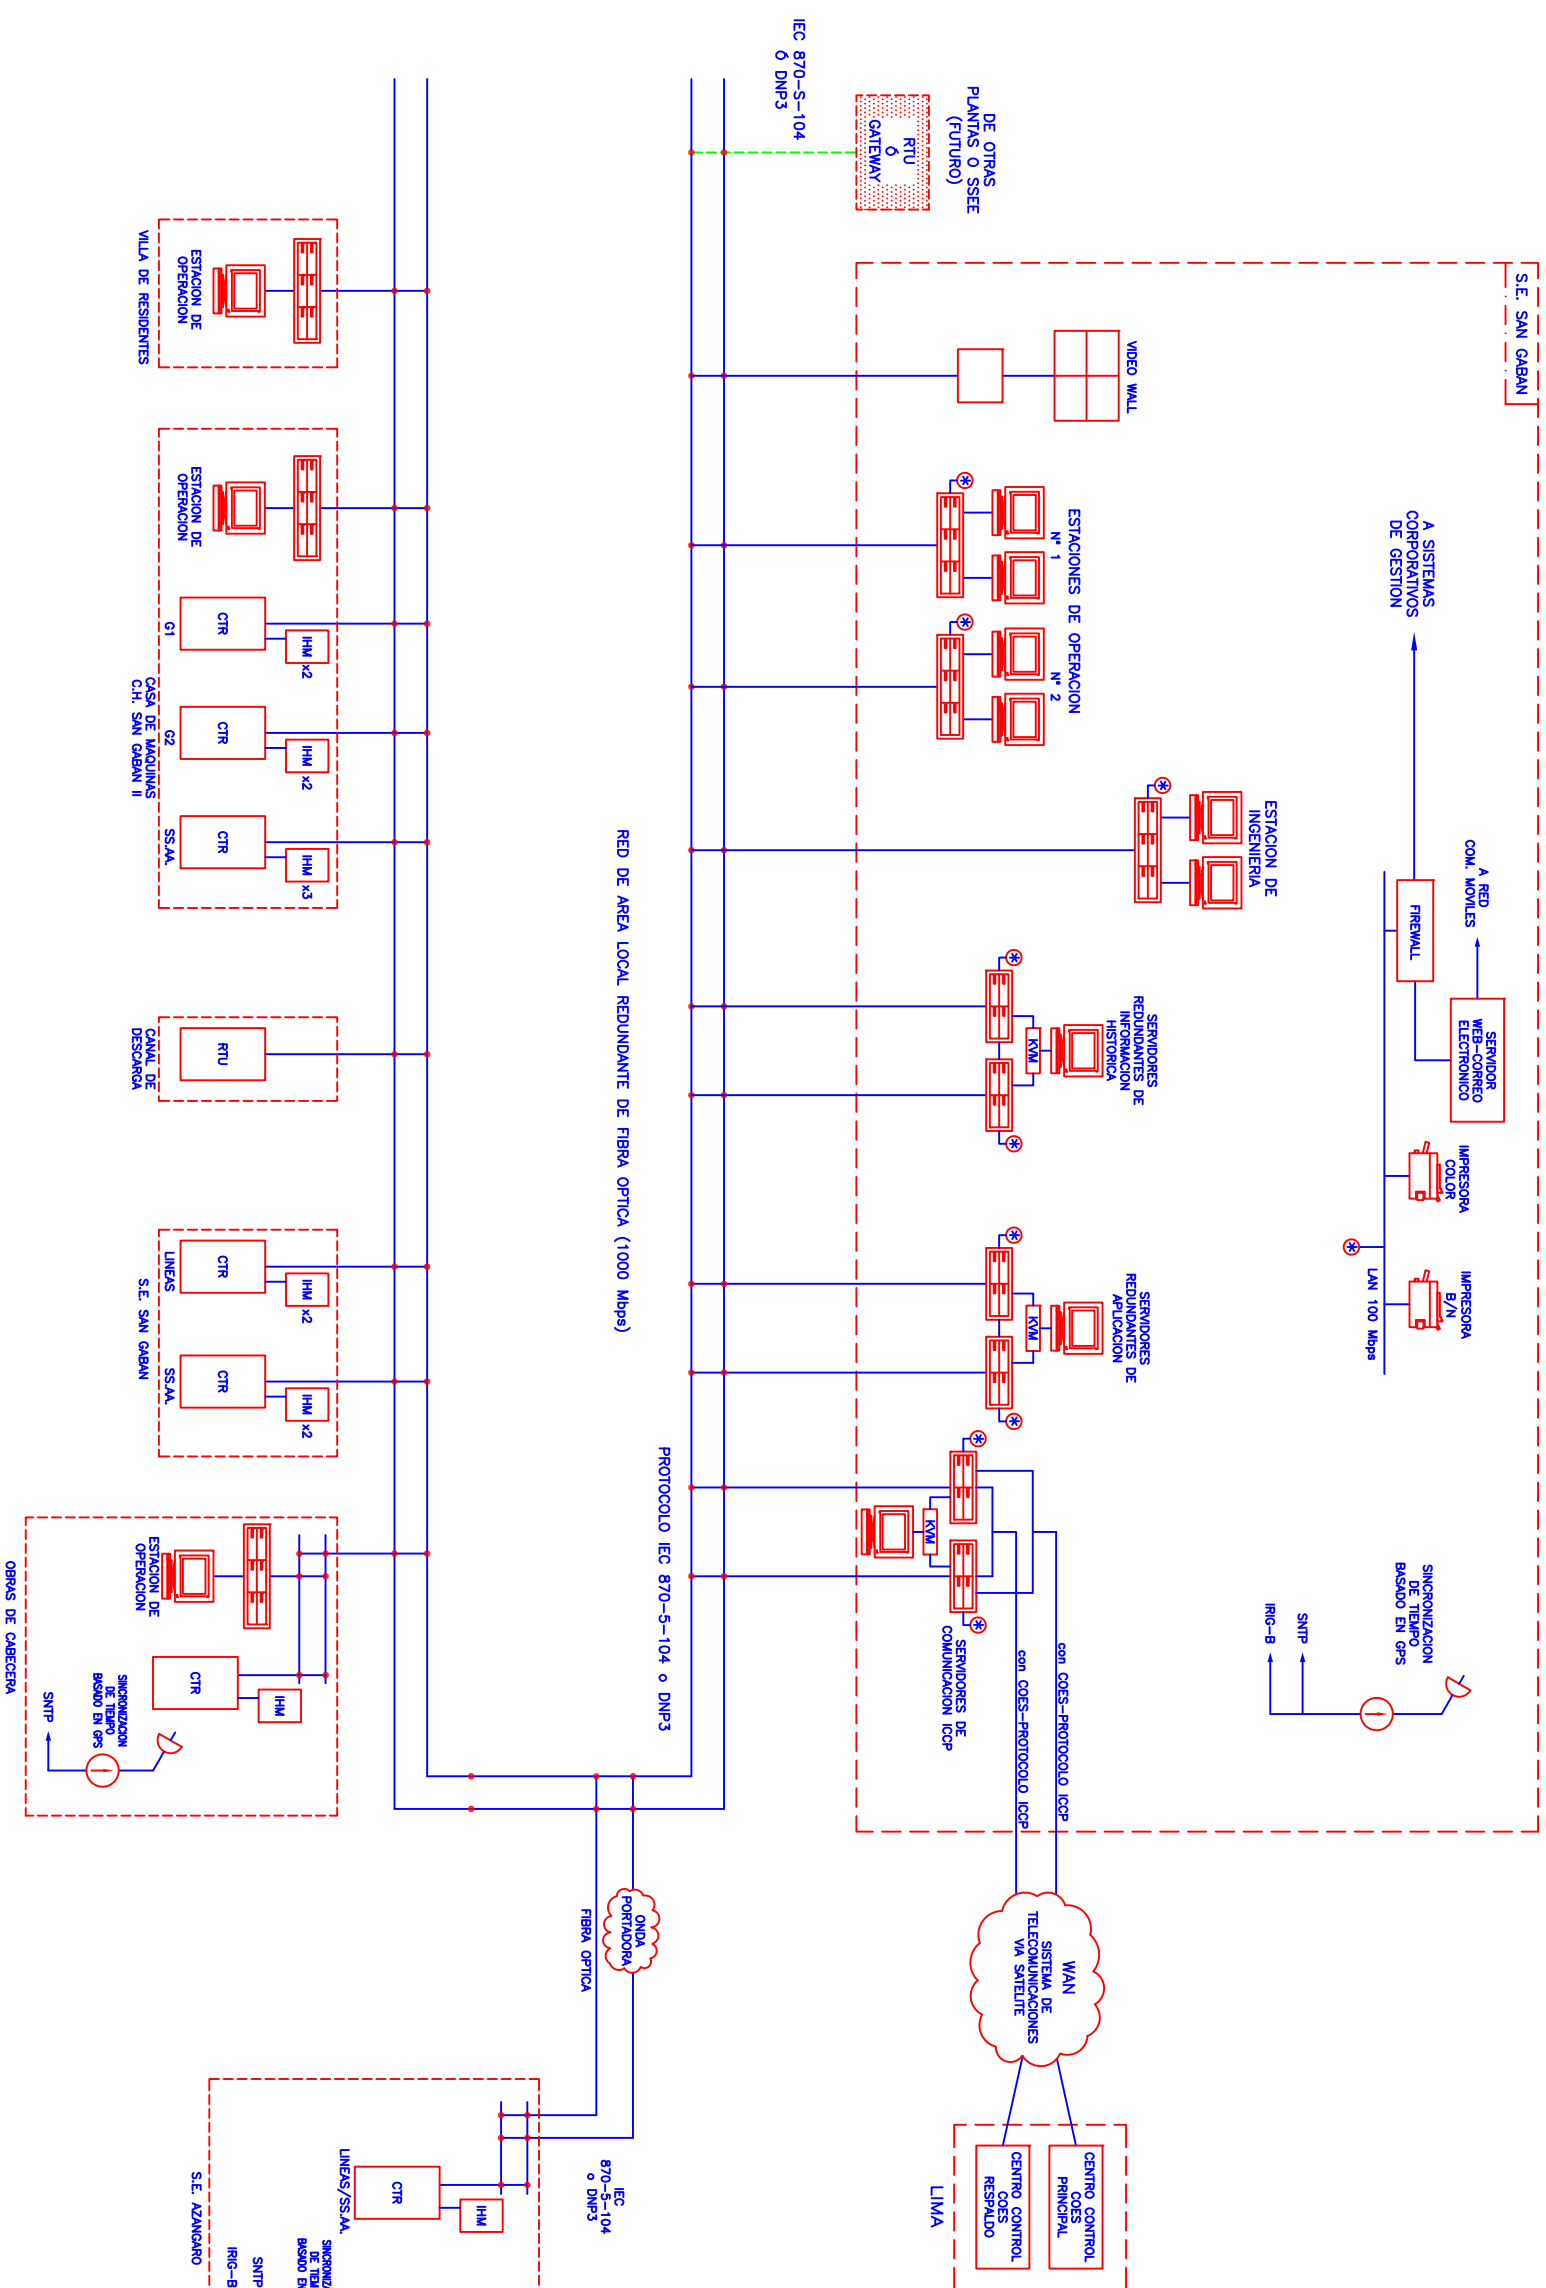 S.E. SAN GABAN
A SISTEMAS
CORPORATIVOS
DE GESTION
A RED
COM. MOVILES
FIREWALL
SERVIDOR
WEB-CORREO
ELECTRONICO
IMPRESORA
COLOR
IMPRESORA
B/N
LAN 100 Mbps
SINCRONIZACION
DE TIEMPO
BASADO EN GPS
SNTP
IRIG-B
DE OTRAS
PLANTAS O SSEE
(FUTURO)
RTU
Ó
GATEWAY
IEC 870-S-104
Ó DNP3
VIDEO WALL
ESTACIONES DE OPERACION
N° 1
N° 2
ESTACION DE
INGENIERIA
SERVIDORES
REDUNDANTES DE
INFORMACION
HISTORICA
KVM
SERVIDORES
REDUNDANTES DE
APLICACION
KVM
KVM
SERVIDORES DE
COMUNICACION ICCP
con COES-PROTOCOLO ICCP
con COES-PROTOCOLO ICCP
WAN
SISTEMA DE
TELECOMUNICACIONES
VIA SATELITE
CENTRO CONTROL
COES
PRINCIPAL
CENTRO CONTROL
COES
RESPALDO
LIMA
RED DE AREA LOCAL REDUNDANTE DE FIBRA OPTICA (1000 Mbps)
PROTOCOLO IEC 870-5-104 o DNP3
ONDA
PORTADORA
FIBRA OPTICA
IEC
870-5-104
o DNP3
ESTACION DE
OPERACION
VILLA DE RESIDENTES
ESTACION DE
OPERACION
CTR
IHM
x2
G1
CTR
IHM
x2
G2
CTR
IHM
x3
SS.AA.
CASA DE MAQUINAS
C.H. SAN GABAN II
RTU
CANAL DE
DESCARGA
CTR
IHM
x2
LINEAS
CTR
IHM
x2
SS.AA.
S.E. SAN GABAN
ESTACION DE
OPERACION
CTR
IHM
SINCRONIZACION
DE TIEMPO
BASADO EN GPS
SNTP
OBRAS DE CABECERA
CTR
IHM
LINEAS/SS.AA.
SINCRONIZA
DE TIEM
BASADO EN
SNTP
IRIG-B
S.E. AZANGARO